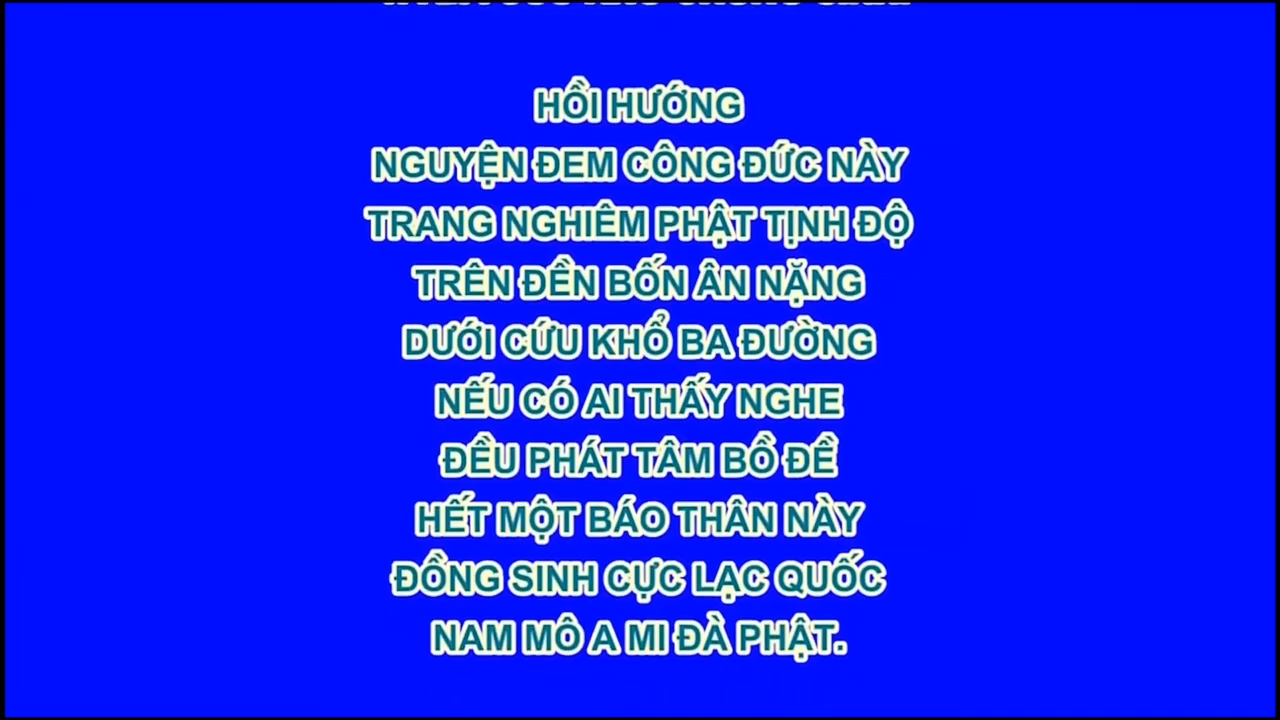 HỒI HƯỚNG
NGUYỆN ĐEM CÔNG ĐỨC NÀY
TRANG NGHIÊM PHẬT TỊNH ĐỘ
TRÊN ĐỀN BỐN ÂN NẶNG
DƯỚI CỨU KHỔ BA ĐƯỜNG
NẾU CÓ AI THẤY NGHE
ĐỀU PHÁT TÂM BỒ ĐỀ
HẾT MỘT BÁO THÂN NÀY
ĐỒNG SINH CỰC LẠC QUỐC
NAM MÔ A MI ĐÀ PHẬT.